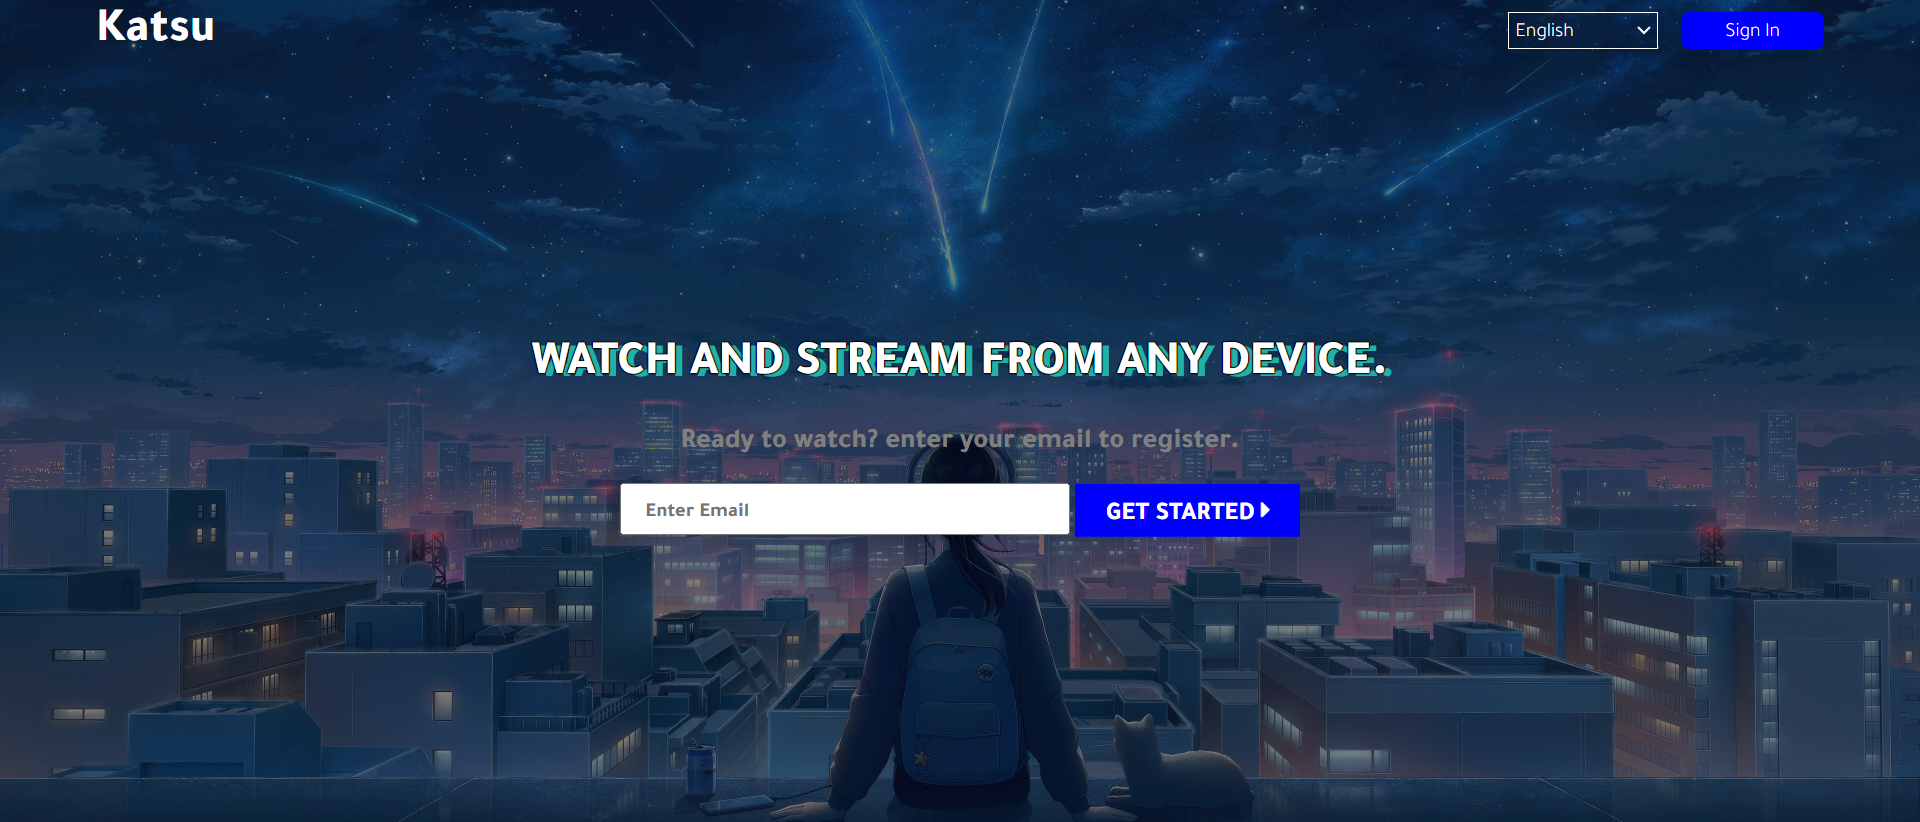 Katsu
English
Sign In
WATCH AND STREAM FROM ANY DEVICE.
Ready to watch? enter your email to register.
Enter Email
GET STARTED